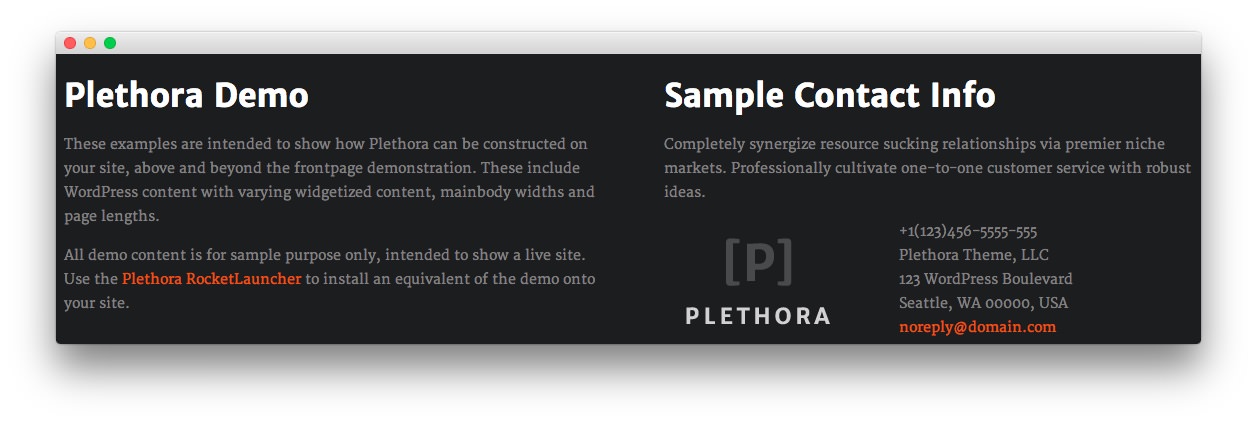 Plethora Demo
These examples are intended to show how Plethora can be constructed on
your site, above and beyond the frontpage demonstration. These include
WordPress content with varying widgetized content, mainbody widths and
page lengths.
All demo content is for sample purpose only, intended to show a live site.
Use the Plethora RocketLauncher to install an equivalent of the demo onto
your site.
Sample Contact Info
Completely synergize resource sucking relationships via premier niche
markets. Professionally cultivate one-to-one customer service with robust
ideas.
[P]
PLETHORA
+1(123)456-5555-555
Plethora Theme, LLC
123 WordPress Boulevard
Seattle, WA 00000, USA
noreply@domain.com